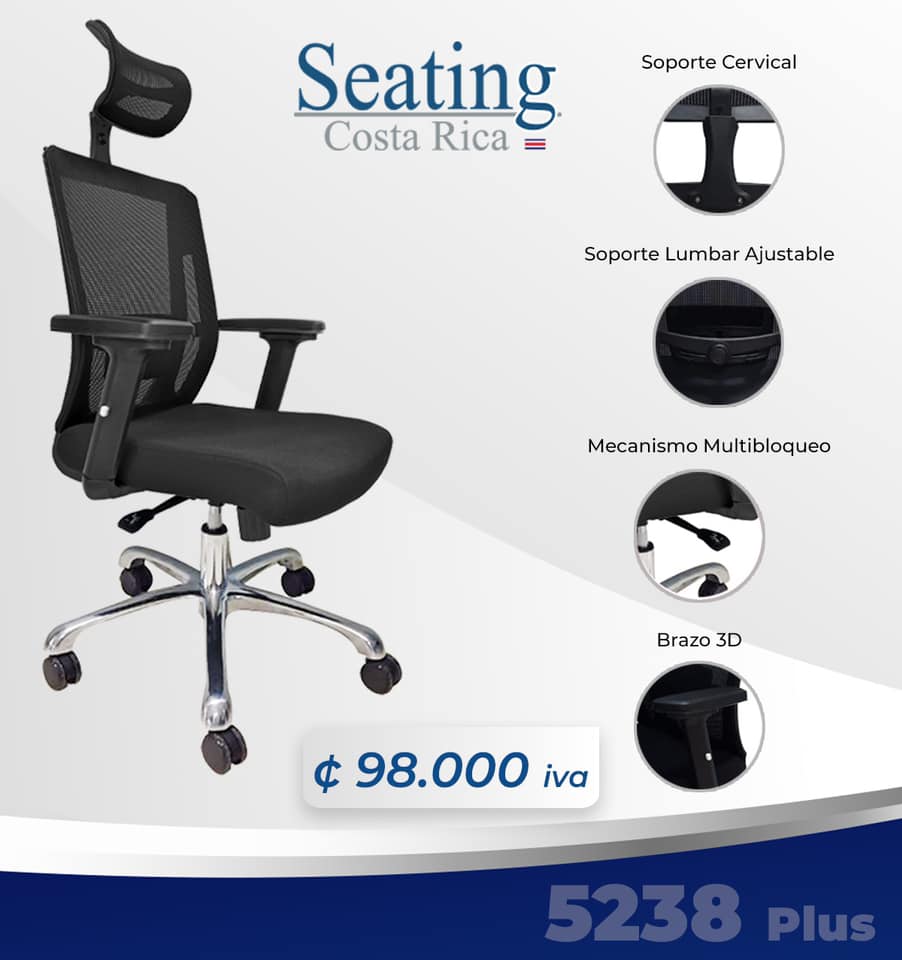 Seating
Costa Rica
Soporte Cervical
Soporte Lumbar Ajustable
Mecanismo Multibloqueo
Brazo 3D
₡ 98.000 iva
5238 Plus